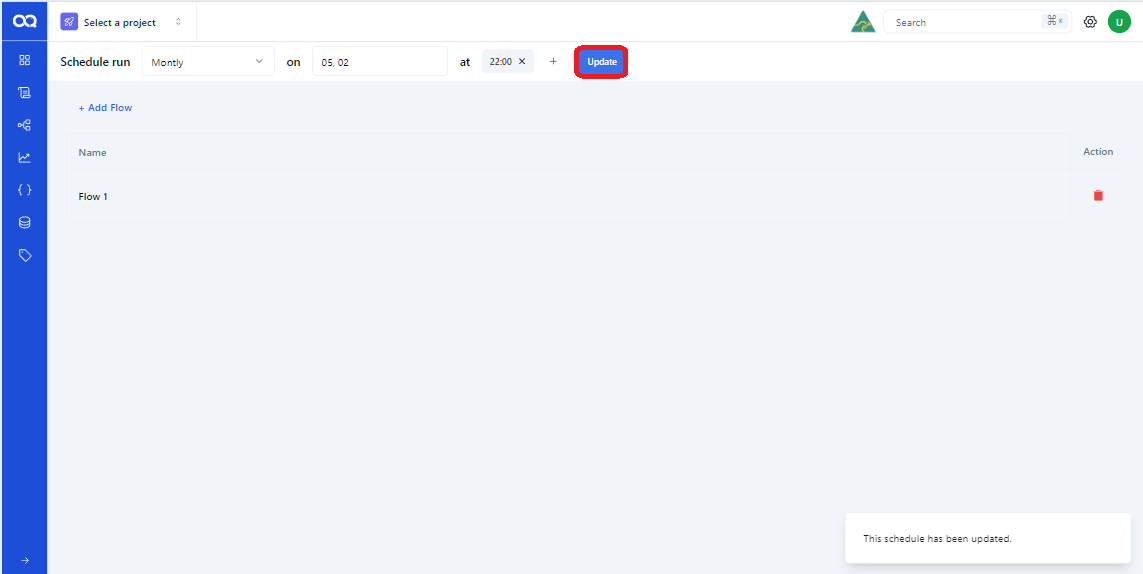 Select a project
Search ⌘ K
U
Schedule run Montly on 05, 02 at 22:00 × + Update
+ Add Flow
Name Action
Flow 1
This schedule has been updated.